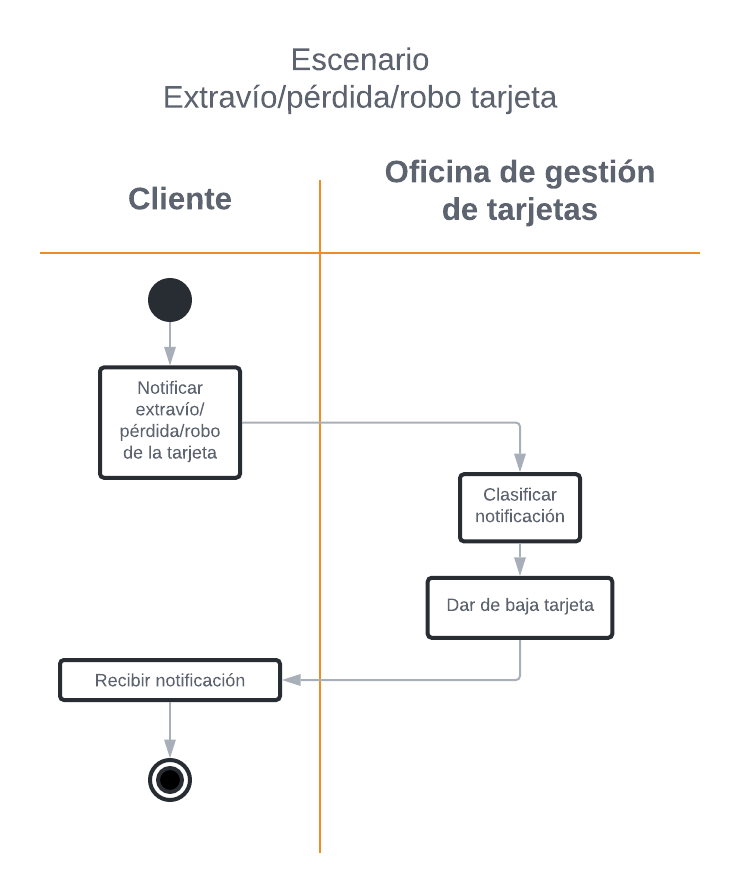 Escenario
Extravío/pérdida/robo tarjeta
Cliente
Oficina de gestión
de tarjetas
Notificar
extravío/
pérdida/robo
de la tarjeta
Clasificar
notificación
Dar de baja tarjeta
Recibir notificación